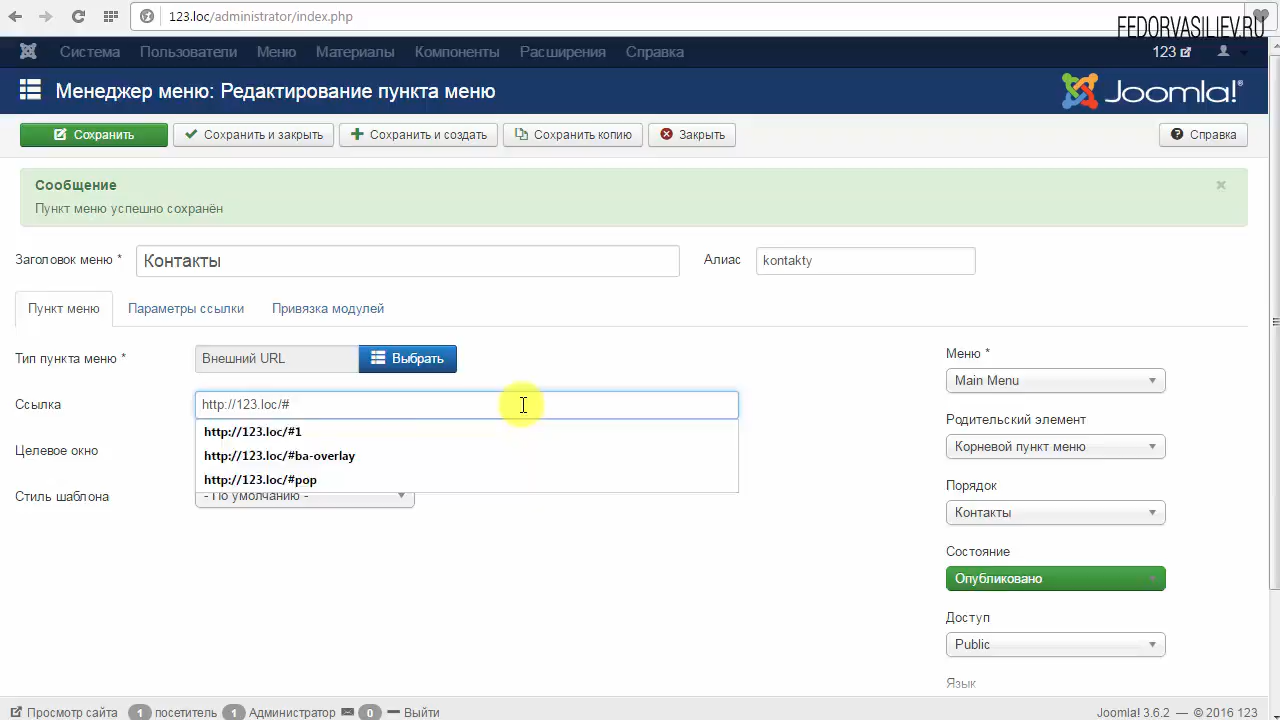 123.loc/administrator/index.php
FEDORVASILIEV.RU
Система Пользователи Меню Материалы Компоненты Расширения Справка 123
Менеджер меню: Редактирование пункта меню Joomla!®
Сохранить Сохранить и закрыть Сохранить и создать Сохранить копию Закрыть Справка
Сообщение ×
Пункт меню успешно сохранён
Заголовок меню * Контакты Алиас kontakty
Пункт меню Параметры ссылки Привязка модулей
Тип пункта меню * Внешний URL Выбрать
Ссылка http://123.loc/#
http://123.loc/#1
http://123.loc/#ba-overlay
http://123.loc/#pop
Целевое окно
Стиль шаблона - По умолчанию -
Меню *
Main Menu
Родительский элемент
Корневой пункт меню
Порядок
Контакты
Состояние
Опубликовано
Доступ
Public
Язык
Просмотр сайта 1 посетитель 1 Администратор 0 Выйти Joomla! 3.6.2 — © 2016 123